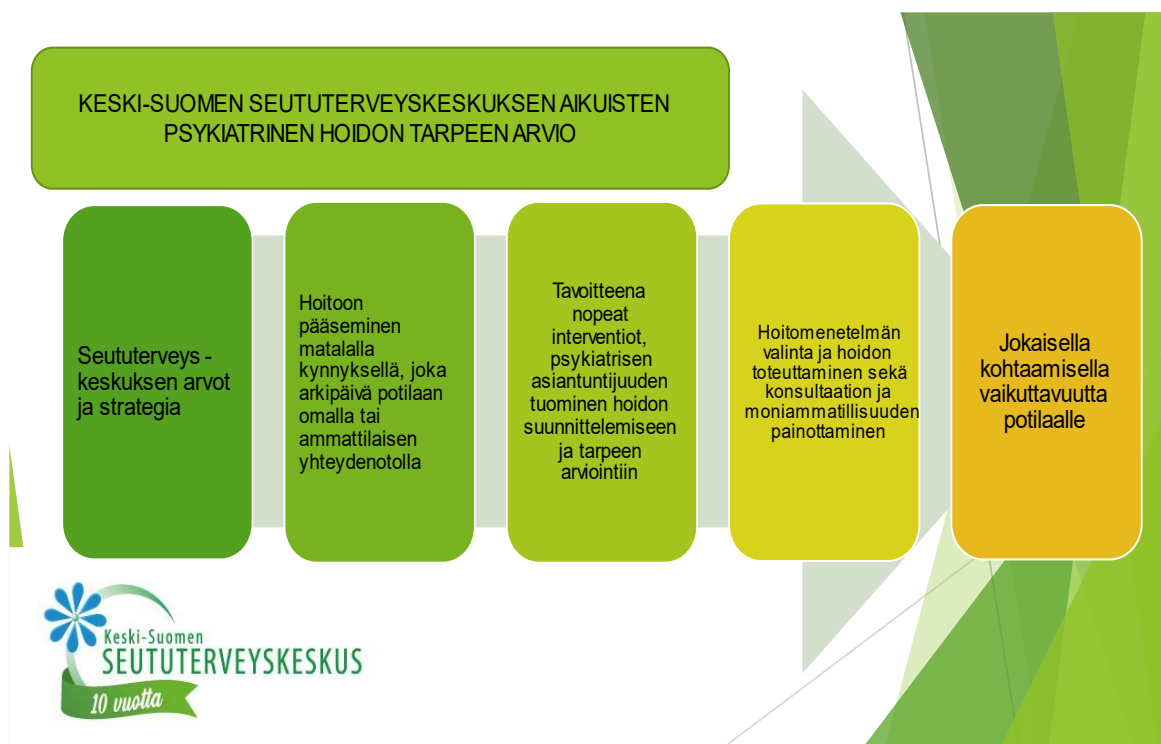 KESKI-SUOMEN SEUTUTERVEYSKESKUKSEN AIKUISTEN
PSYKIATRINEN HOIDON TARPEEN ARVIO
Seututerveys -
keskuksen arvot
ja strategia
Hoitoon
pääseminen
matalalla
kynnyksellä, joka
arkipäivä potilaan
omalla tai
ammattilaisen
yhteydenotolla
Tavoitteena
nopeat
interventiot,
psykiatrisen
asiantuntijuuden
tuominen hoidon
suunnittelemiseen
ja tarpeen
arviointiin
Hoitomenetelmän
valinta ja hoidon
toteuttaminen sekä
konsultaation ja
moniammatillisuuden
painottaminen
Jokaisella
kohtaamisella
vaikuttavuutta
potilaalle
Keski-Suomen
SEUTUTERVEYSKESKUS
10 vuotta